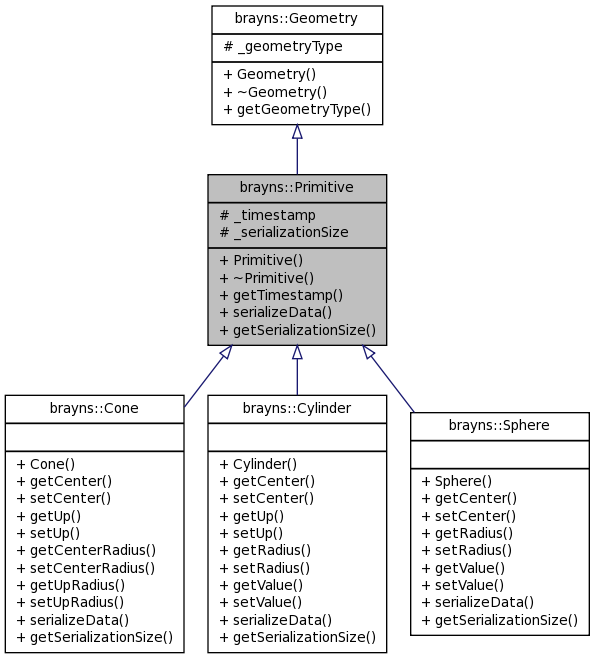 brayns::Geometry
# _geometryType
+ Geometry()
+ ~Geometry()
+ getGeometryType()
brayns::Primitive
# _timestamp
# _serializationSize
+ Primitive()
+ ~Primitive()
+ getTimestamp()
+ serializeData()
+ getSerializationSize()
brayns::Cone
+ Cone()
+ getCenter()
+ setCenter()
+ getUp()
+ setUp()
+ getCenterRadius()
+ setCenterRadius()
+ getUpRadius()
+ setUpRadius()
+ serializeData()
+ getSerializationSize()
brayns::Cylinder
+ Cylinder()
+ getCenter()
+ setCenter()
+ getUp()
+ setUp()
+ getRadius()
+ setRadius()
+ getValue()
+ setValue()
+ serializeData()
+ getSerializationSize()
brayns::Sphere
+ Sphere()
+ getCenter()
+ setCenter()
+ getRadius()
+ setRadius()
+ getValue()
+ setValue()
+ serializeData()
+ getSerializationSize()